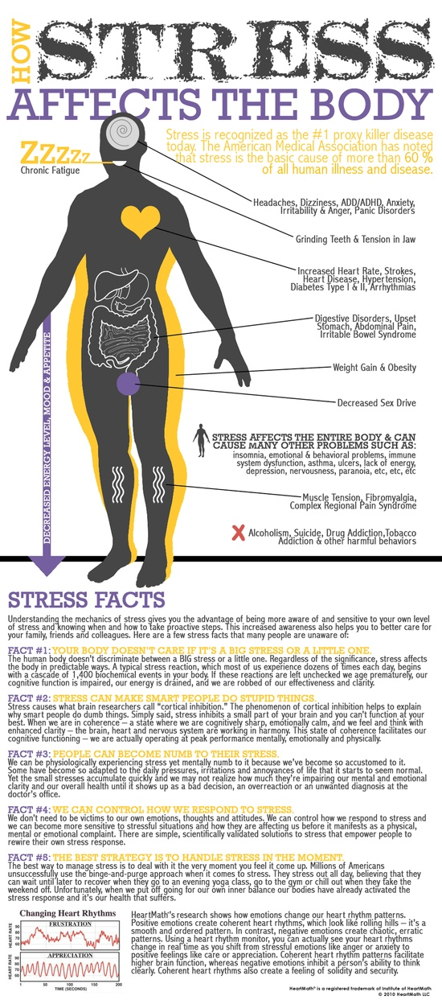 HOW
STRESS
AFFECTS THE BODY
Stress is recognized as the #1 proxy killer disease
today. The American Medical Association has noted
that stress is the basic cause of more than 60 %
of all human illness and disease.
ZZZzzz
Chronic Fatigue
Headaches, Dizziness, ADD/ADHD, Anxiety,
Irritability & Anger, Panic Disorders
Grinding Teeth & Tension in Jaw
Increased Heart Rate, Strokes,
Heart Disease, Hypertension,
Diabetes Type I & II, Arrhythmias
Digestive Disorders, Upset
Stomach, Abdominal Pain,
Irritable Bowel Syndrome
Weight Gain & Obesity
Decreased Sex Drive
DECREASED ENERGY LEVEL, MOOD & APPETITE
STRESS AFFECTS THE ENTIRE BODY & CAN
CAUSE MANY OTHER PROBLEMS SUCH AS:
insomnia, emotional & behavioral problems, immune
system dysfunction, asthma, ulcers, lack of energy,
depression, nervousness, paranoia, etc, etc, etc
Muscle Tension, Fibromyalgia,
Complex Regional Pain Syndrome
X Alcoholism, Suicide, Drug Addiction,Tobacco
Addiction & other harmful behaviors
STRESS FACTS
Understanding the mechanics of stress gives you the advantage of being more aware of and sensitive to your own level
of stress and knowing when and how to take proactive steps. This increased awareness also helps you to better care for
your family, friends and colleagues. Here are a few stress facts that many people are unaware of:
FACT #1: YOUR BODY DOESN'T CARE IF IT'S A BIG STRESS OR A LITTLE ONE.
The human body doesn't discriminate between a BIG stress or a little one. Regardless of the significance, stress affects
the body in predictable ways. A typical stress reaction, which most of us experience dozens of times each day, begins
with a cascade of 1,400 biochemical events in your body. If these reactions are left unchecked we age prematurely, our
cognitive function is impaired, our energy is drained, and we are robbed of our effectiveness and clarity.
FACT #2: STRESS CAN MAKE SMART PEOPLE DO STUPID THINGS.
Stress causes what brain researchers call "cortical inhibition." The phenomenon of cortical inhibition helps to explain
why smart people do dumb things. Simply said, stress inhibits a small part of your brain and you can't function at your
best. When we are in coherence – a state where we are cognitively sharp, emotionally calm, and we feel and think with
enhanced clarity – the brain, heart and nervous system are working in harmony. This state of coherence facilitates our
cognitive functioning – we are actually operating at peak performance mentally, emotionally and physically.
FACT #3: PEOPLE CAN BECOME NUMB TO THEIR STRESS.
We can be physiologically experiencing stress yet mentally numb to it because we've become so accustomed to it.
Some have become so adapted to the daily pressures, irritations and annoyances of life that it starts to seem normal.
Yet the small stresses accumulate quickly and we may not realize how much they're impairing our mental and emotional
clarity and our overall health until it shows up as a bad decision, an overreaction or an unwanted diagnosis at the
doctor's office.
FACT #4: WE CAN CONTROL HOW WE RESPOND TO STRESS.
We don't need to be victims to our own emotions, thoughts and attitudes. We can control how we respond to stress and
we can become more sensitive to stressful situations and how they are affecting us before it manifests as a physical,
mental or emotional complaint. There are simple, scientifically validated solutions to stress that empower people to
rewire their own stress response.
FACT #5: THE BEST STRATEGY IS TO HANDLE STRESS IN THE MOMENT.
The best way to manage stress is to deal with it the very moment you feel it come up. Millions of Americans
unsuccessfully use the binge-and-purge approach when it comes to stress. They stress out all day, believing that they
can wait until later to recover when they go to an evening yoga class, go to the gym or chill out when they take the
weekend off. Unfortunately, when we put off going for our own inner balance our bodies have already activated the
stress response and it's our health that suffers.
Changing Heart Rhythms
FRUSTRATION
HEART RATE
90
80
70
60
APPRECIATION
HEART RATE
90
80
70
60
1 50 100 150 200
TIME (SECONDS)
HeartMath®'s research shows how emotions change our heart rhythm patterns.
Positive emotions create coherent heart rhythms, which look like rolling hills – it's a
smooth and ordered pattern. In contrast, negative emotions create chaotic, erratic
patterns. Using a heart rhythm monitor, you can actually see your heart rhythms
change in real time as you shift from stressful emotions like anger or anxiety to
positive feelings like care or appreciation. Coherent heart rhythm patterns facilitate
higher brain function, whereas negative emotions inhibit a person's ability to think
clearly. Coherent heart rhythms also create a feeling of solidity and security.
HeartMath® is a registered trademark of Institute of HeartMath
© 2010 HeartMath LLC